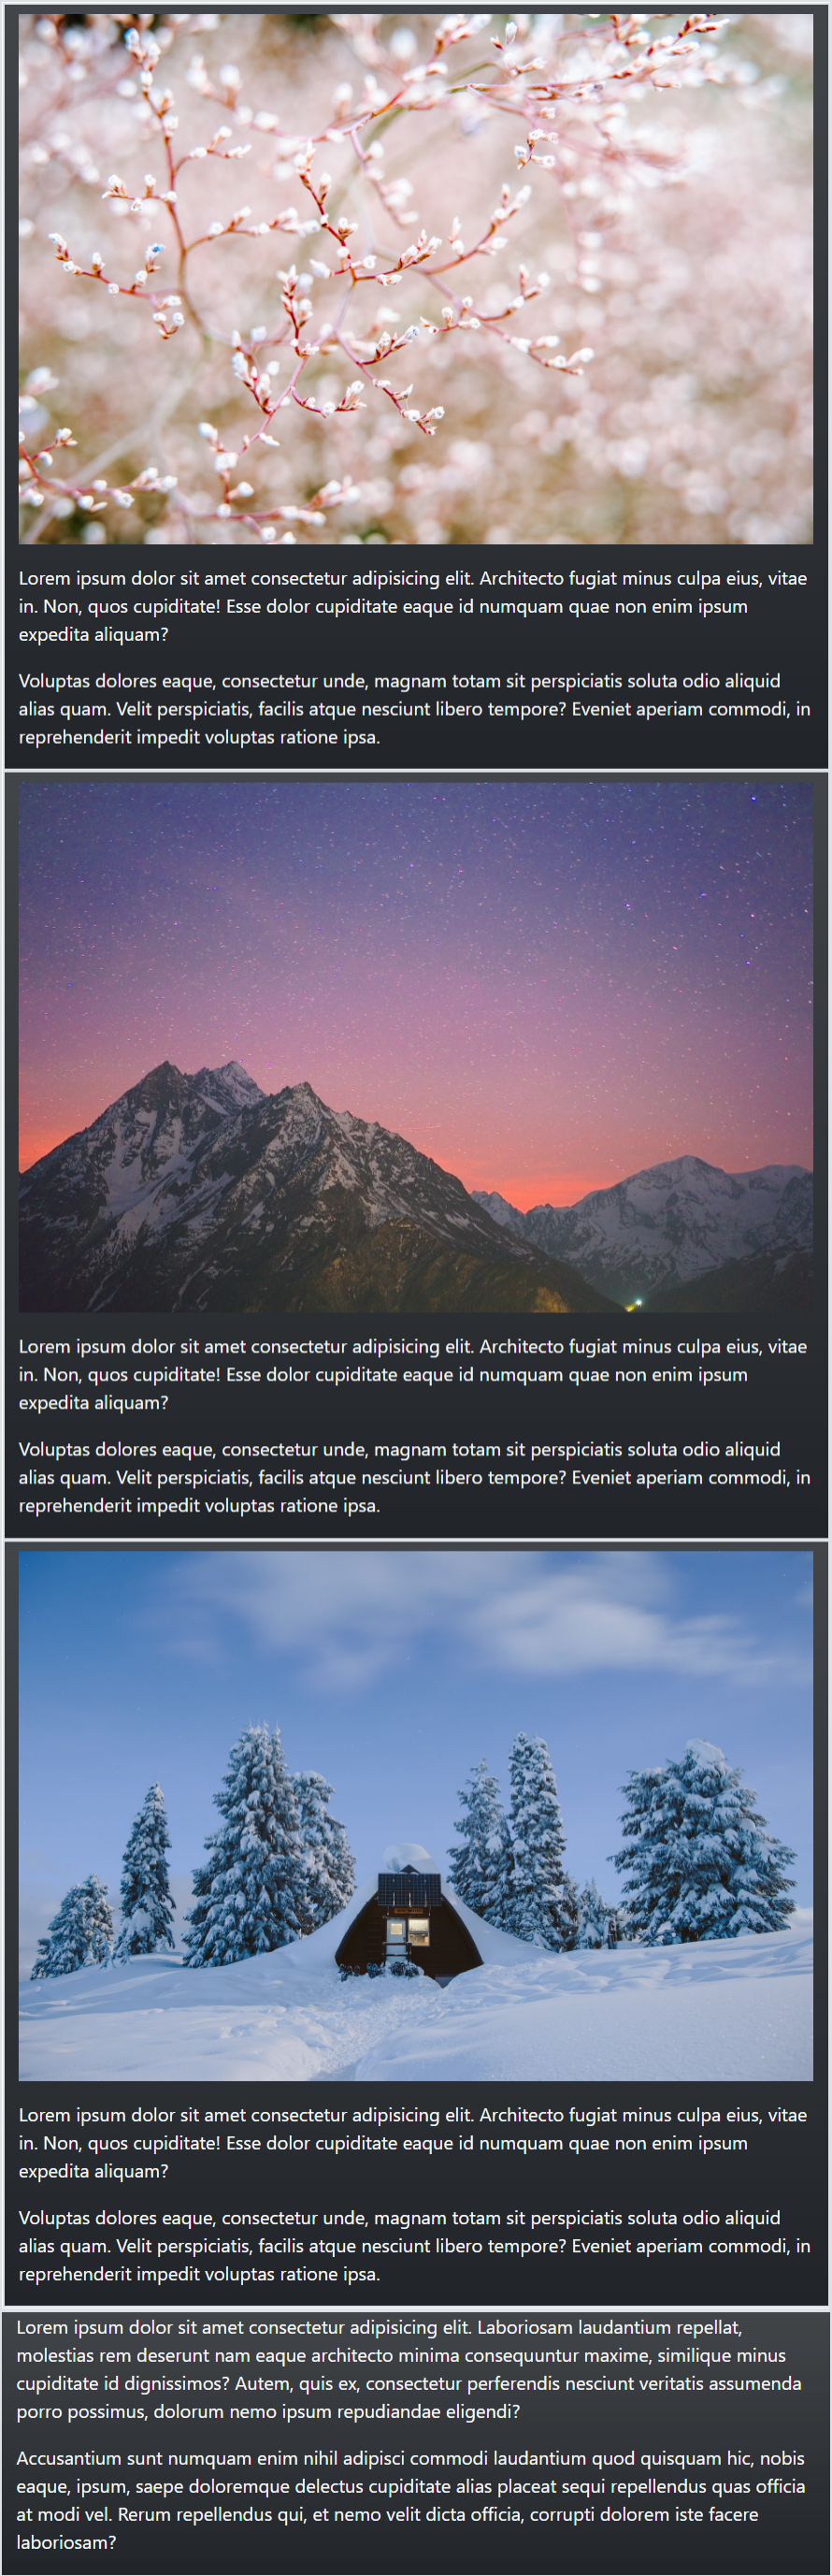 Lorem ipsum dolor sit amet consectetur adipisicing elit. Architecto fugiat minus culpa eius, vitae
in. Non, quos cupiditate! Esse dolor cupiditate eaque id numquam quae non enim ipsum
expedita aliquam?
Voluptas dolores eaque, consectetur unde, magnam totam sit perspiciatis soluta odio aliquid
alias quam. Velit perspiciatis, facilis atque nesciunt libero tempore? Eveniet aperiam commodi, in
reprehenderit impedit voluptas ratione ipsa.
Lorem ipsum dolor sit amet consectetur adipisicing elit. Architecto fugiat minus culpa eius, vitae
in. Non, quos cupiditate! Esse dolor cupiditate eaque id numquam quae non enim ipsum
expedita aliquam?
Voluptas dolores eaque, consectetur unde, magnam totam sit perspiciatis soluta odio aliquid
alias quam. Velit perspiciatis, facilis atque nesciunt libero tempore? Eveniet aperiam commodi, in
reprehenderit impedit voluptas ratione ipsa.
Lorem ipsum dolor sit amet consectetur adipisicing elit. Architecto fugiat minus culpa eius, vitae
in. Non, quos cupiditate! Esse dolor cupiditate eaque id numquam quae non enim ipsum
expedita aliquam?
Voluptas dolores eaque, consectetur unde, magnam totam sit perspiciatis soluta odio aliquid
alias quam. Velit perspiciatis, facilis atque nesciunt libero tempore? Eveniet aperiam commodi, in
reprehenderit impedit voluptas ratione ipsa.
Lorem ipsum dolor sit amet consectetur adipisicing elit. Laboriosam laudantium repellat,
molestias rem deserunt nam eaque architecto minima consequuntur maxime, similique minus
cupiditate id dignissimos? Autem, quis ex, consectetur perferendis nesciunt veritatis assumenda
porro possimus, dolorum nemo ipsum repudiandae eligendi?
Accusantium sunt numquam enim nihil adipisci commodi laudantium quod quisquam hic, nobis
eaque, ipsum, saepe doloremque delectus cupiditate alias placeat sequi repellendus quas officia
at modi vel. Rerum repellendus qui, et nemo velit dicta officia, corrupti dolorem iste facere
laboriosam?